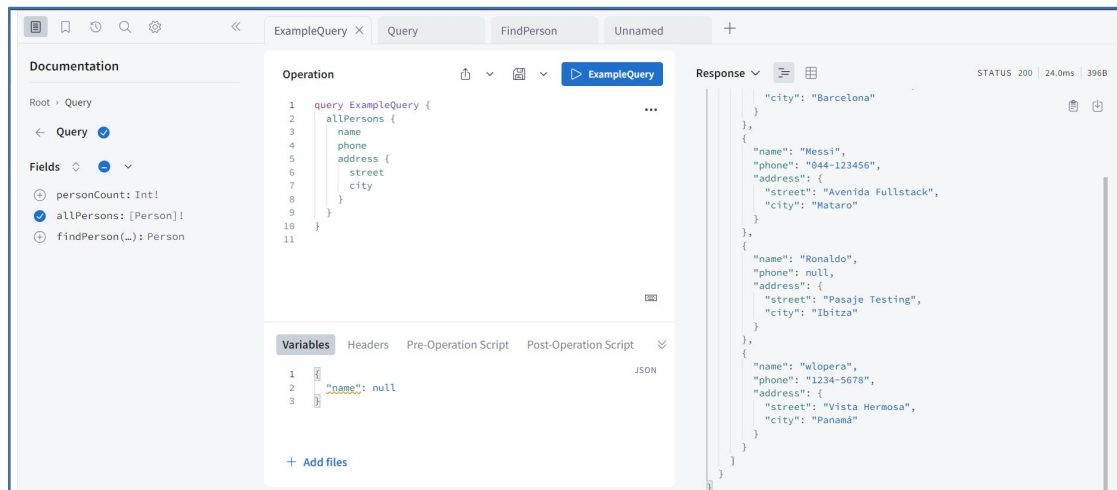 ExampleQuery
Query
FindPerson
Unnamed
Documentation
Root › Query
Query
Fields
personCount: Int!
allPersons: [Person]!
findPerson(…): Person
Operation
ExampleQuery
1 query ExampleQuery {
2 allPersons {
3 name
4 phone
5 address {
6 street
7 city
8 }
9 }
10 }
11
Variables Headers Pre-Operation Script Post-Operation Script
JSON
1 {
2 "name": null
3 }
+ Add files
Response
STATUS 200 24.0ms 396B
"city": "Barcelona"
}
},
{
"name": "Messi",
"phone": "044-123456",
"address": {
"street": "Avenida Fullstack",
"city": "Mataro"
}
},
{
"name": "Ronaldo",
"phone": null,
"address": {
"street": "Pasaje Testing",
"city": "Ibitza"
}
},
{
"name": "wlopera",
"phone": "1234-5678",
"address": {
"street": "Vista Hermosa",
"city": "Panamá"
}
}
]
}
}